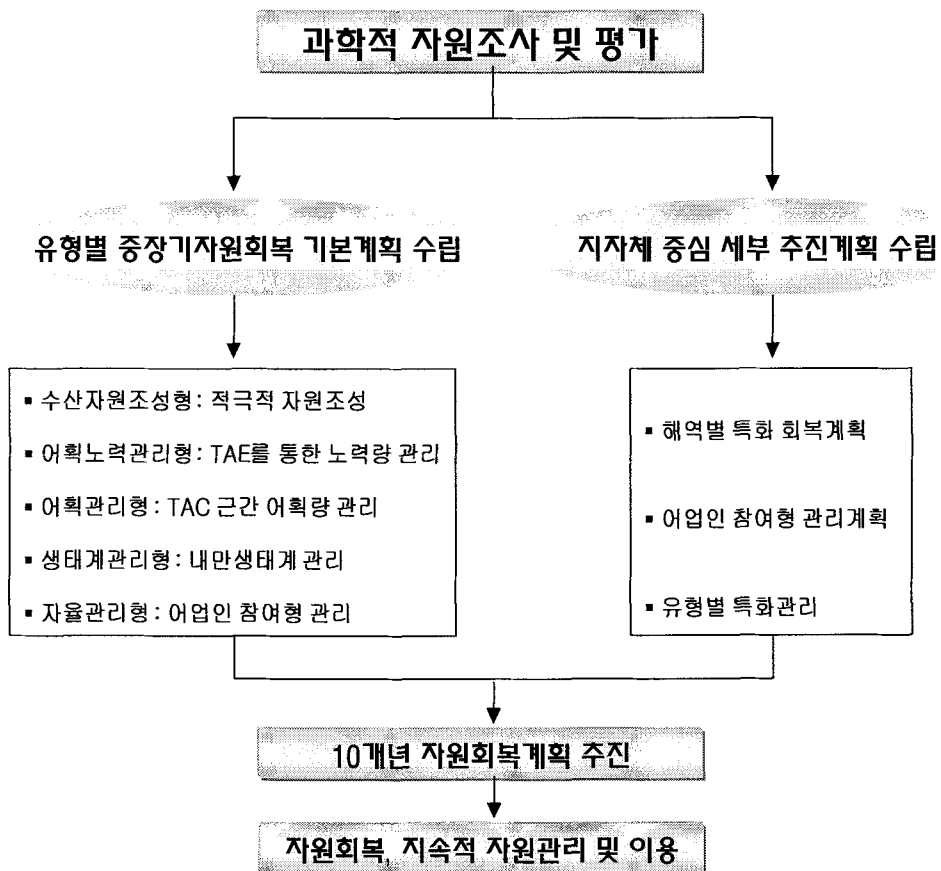 과학적 자원조사 및 평가
유형별 중장기자원회복 기본계획 수립
지자체 중심 세부 추진계획 수립
▪ 수산자원조성형: 적극적 자원조성
▪ 어획노력관리형: TAE를 통한 노력량 관리
▪ 어획관리형: TAC 근간 어획량 관리
▪ 생태계관리형: 내만생태계 관리
▪ 자율관리형: 어업인 참여형 관리
▪ 해역별 특화 회복계획
▪ 어업인 참여형 관리계획
▪ 유형별 특화관리
10개년 자원회복계획 추진
자원회복, 지속적 자원관리 및 이용